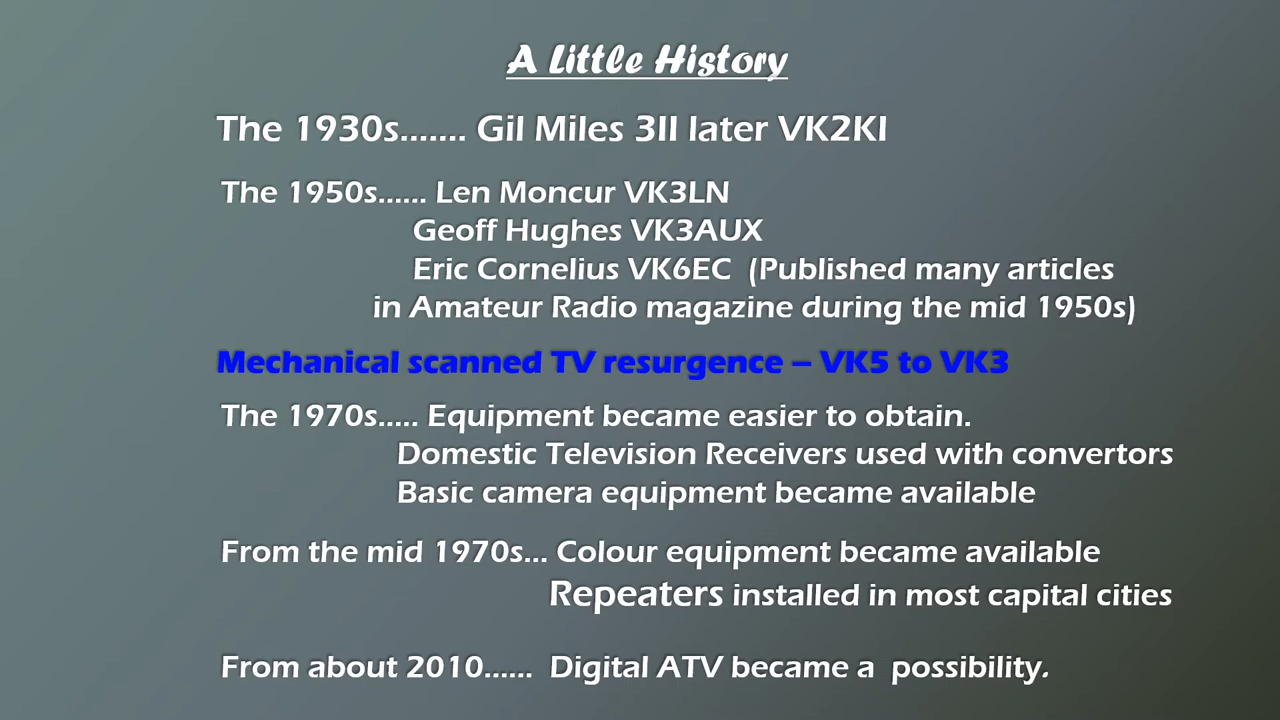 A Little History
The 1930s....... Gil Miles 3II later VK2KI
The 1950s...... Len Moncur VK3LN
Geoff Hughes VK3AUX
Eric Cornelius VK6EC (Published many articles
in Amateur Radio magazine during the mid 1950s)
Mechanical scanned TV resurgence – VK5 to VK3
The 1970s..... Equipment became easier to obtain.
Domestic Television Receivers used with convertors
Basic camera equipment became available
From the mid 1970s... Colour equipment became available
Repeaters installed in most capital cities
From about 2010...... Digital ATV became a possibility.